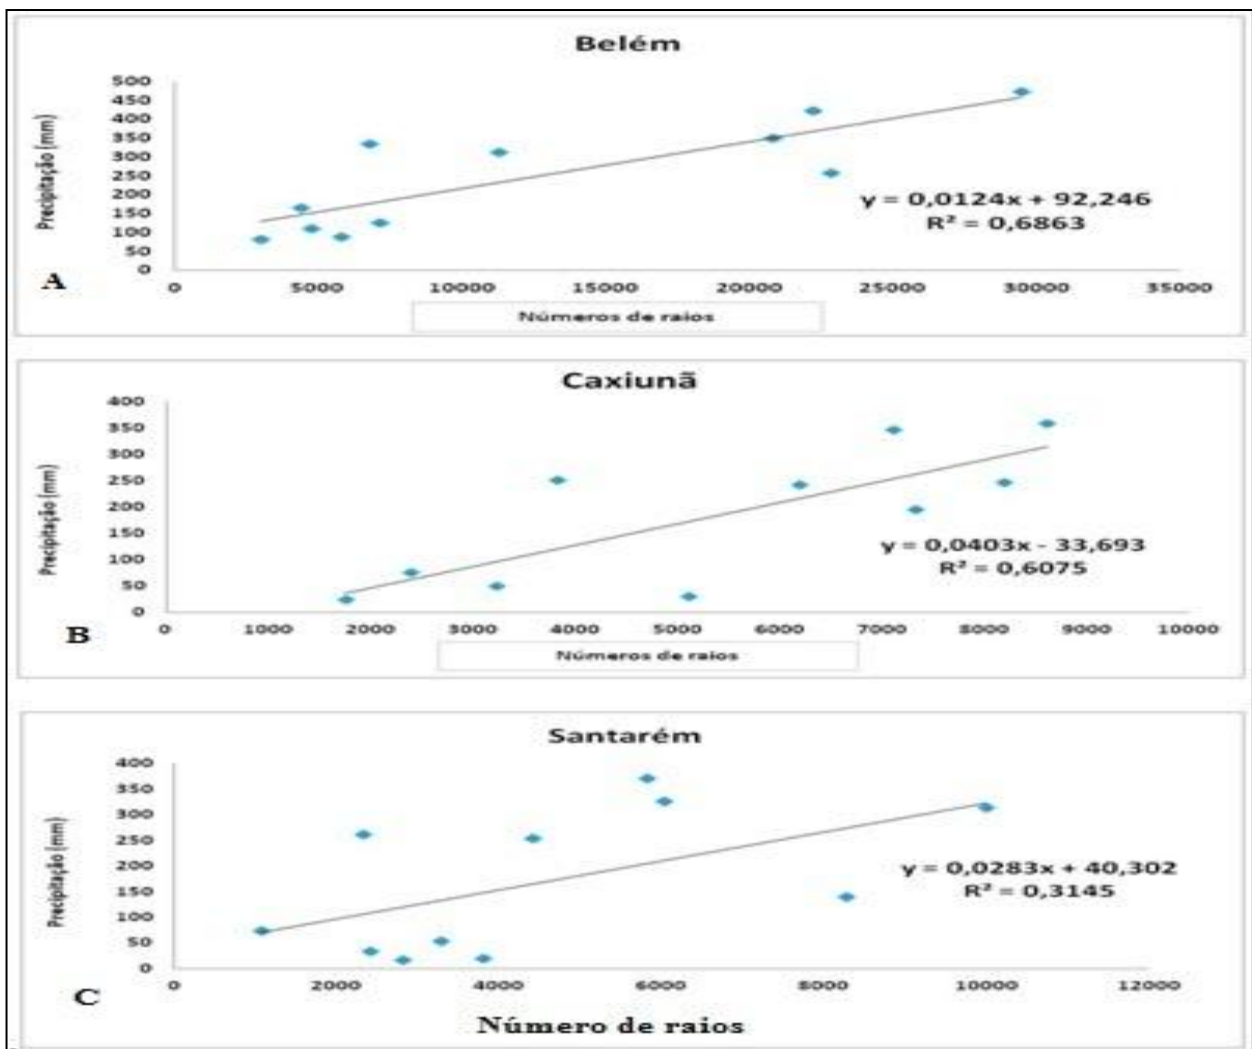 Belém
Precipitação (mm)
500
450
400
350
300
250
200
150
100
50
0
y = 0,0124x + 92,246
R² = 0,6863
A
0 5000 10000 15000 20000 25000 30000 35000
Números de raios
Caxiunã
Precipitação (mm)
400
350
300
250
200
150
100
50
0
y = 0,0403x - 33,693
R² = 0,6075
B
0 1000 2000 3000 4000 5000 6000 7000 8000 9000 10000
Números de raios
Santarém
Precipitação (mm)
400
350
300
250
200
150
100
50
0
y = 0,0283x + 40,302
R² = 0,3145
C
0 2000 4000 6000 8000 10000 12000
Número de raios